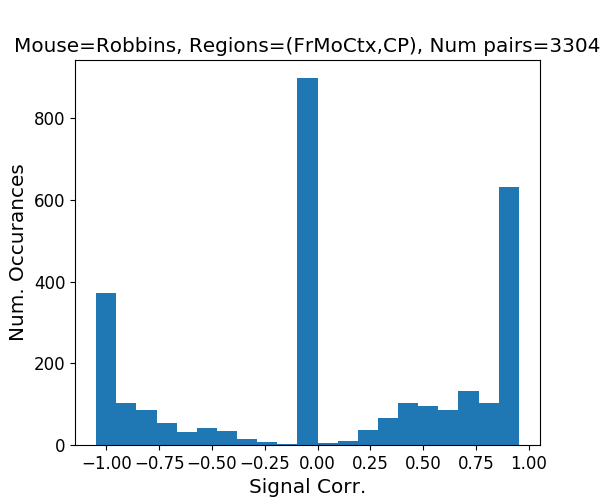 Mouse=Robbins, Regions=(FrMoCtx,CP), Num pairs=3304
Num. Occurances
800
600
400
200
0
−1.00 −0.75 −0.50 −0.25 0.00 0.25 0.50 0.75 1.00
Signal Corr.